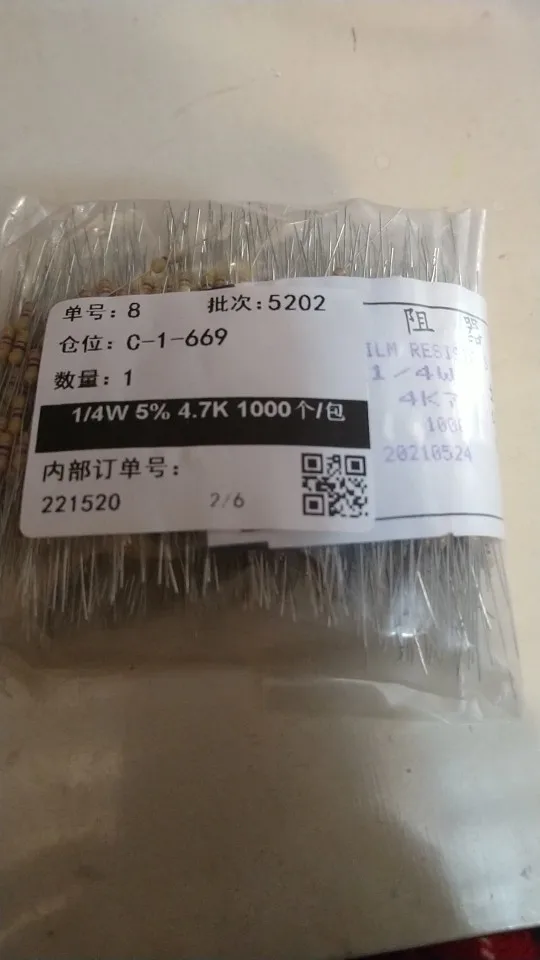 单号: 8 批次:5202
仓位: C-1-669
数量: 1
1/4W 5% 4.7K 1000个/包
内部订单号:
221520 2/6
阻 器
ILM RESIS
1/4W
4K7
100
20210524